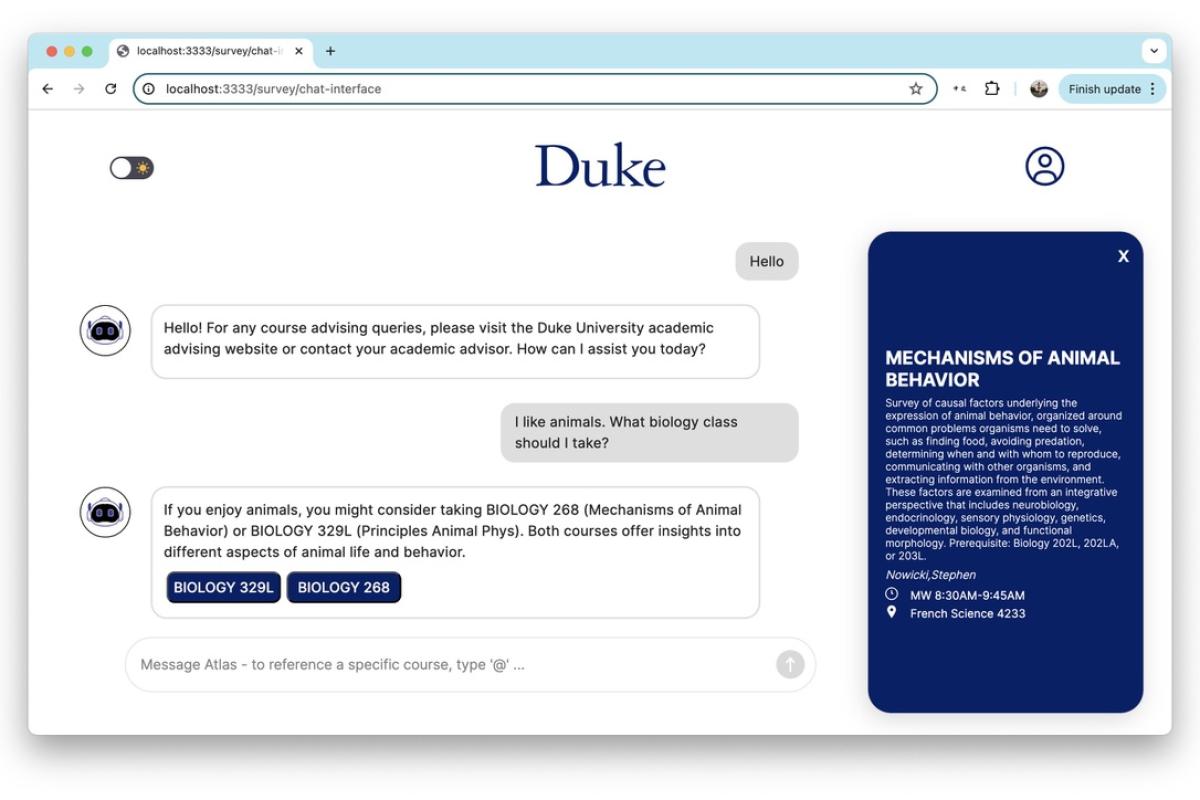 localhost:3333/survey/chat-i
localhost:3333/survey/chat-interface
Finish update
Duke
Hello
Hello! For any course advising queries, please visit the Duke University academic
advising website or contact your academic advisor. How can I assist you today?
I like animals. What biology class
should I take?
If you enjoy animals, you might consider taking BIOLOGY 268 (Mechanisms of Animal
Behavior) or BIOLOGY 329L (Principles Animal Phys). Both courses offer insights into
different aspects of animal life and behavior.
BIOLOGY 329L
BIOLOGY 268
Message Atlas - to reference a specific course, type '@' ...
X
MECHANISMS OF ANIMAL
BEHAVIOR
Survey of causal factors underlying the
expression of animal behavior, organized around
common problems organisms need to solve,
such as finding food, avoiding predation,
determining when and with whom to reproduce,
communicating with other organisms, and
extracting information from the environment.
These factors are examined from an integrative
perspective that includes neurobiology,
endocrinology, sensory physiology, genetics,
developmental biology, and functional
morphology. Prerequisite: Biology 202L, 202LA,
or 203L.
Nowicki,Stephen
MW 8:30AM-9:45AM
French Science 4233